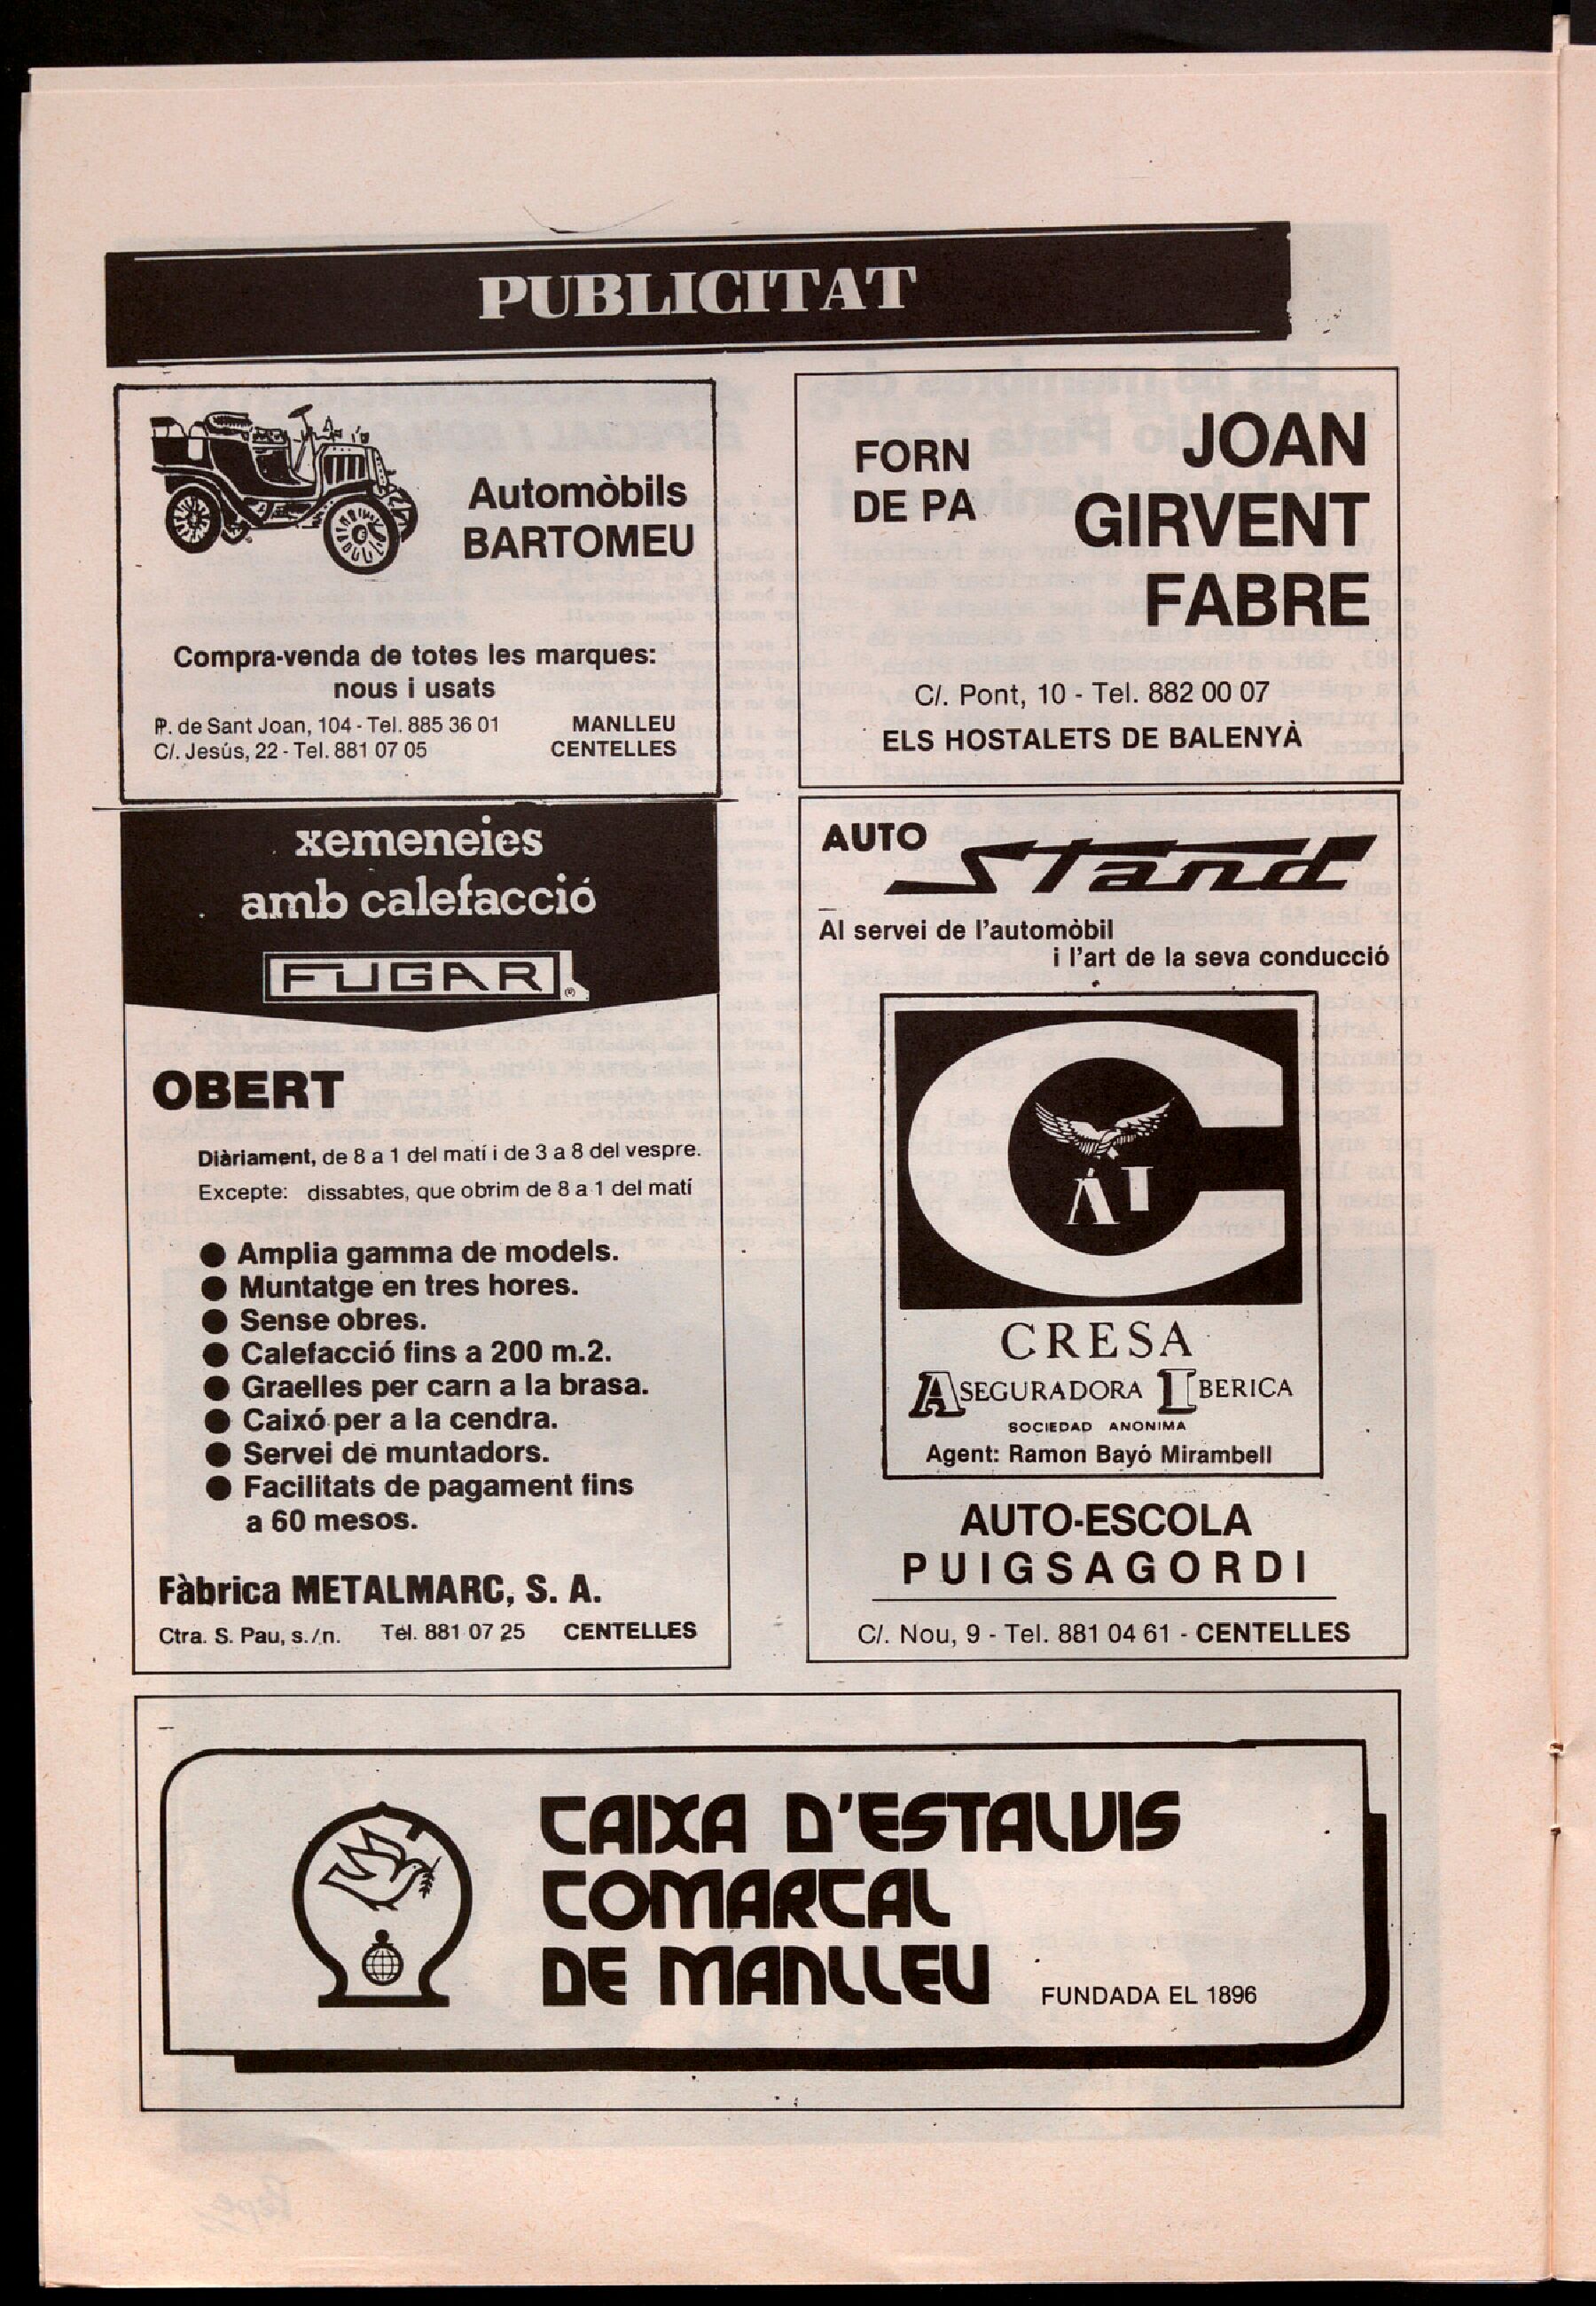 PUBLICITAT
Automòbils
BARTOMEU
Compra-venda de totes les marques:
nous i usats
P. de Sant Joan, 104 - Tel. 885 36 01 MANLLEU
C/. Jesús, 22 - Tel. 881 07 05 CENTELLES
FORN
DE PA
JOAN
GIRVENT
FABRE
C/. Pont, 10 - Tel. 882 00 07
ELS HOSTALETS DE BALENYÀ
xemeneies
amb calefacció
FUGAR®
OBERT
Diàriament, de 8 a 1 del matí i de 3 a 8 del vespre.
Excepte: dissabtes, que obrim de 8 a 1 del matí
● Amplia gamma de models.
● Muntatge en tres hores.
● Sense obres.
● Calefacció fins a 200 m.2.
● Graelles per carn a la brasa.
● Caixó per a la cendra.
● Servei de muntadors.
● Facilitats de pagament fins
a 60 mesos.
Fàbrica METALMARC, S. A.
Ctra. S. Pau, s./n. Tel. 881 07 25 CENTELLES
AUTO Stand
Al servei de l'automòbil
i l'art de la seva conducció
AI
CRESA
ASEGURADORA IBERICA
SOCIEDAD ANONIMA
Agent: Ramon Bayó Mirambell
AUTO-ESCOLA
PUIGSAGORDI
C/. Nou, 9 - Tel. 881 04 61 - CENTELLES
CAIXA D'ESTALVIS
COMARCAL
DE MANLLEU
FUNDADA EL 1896